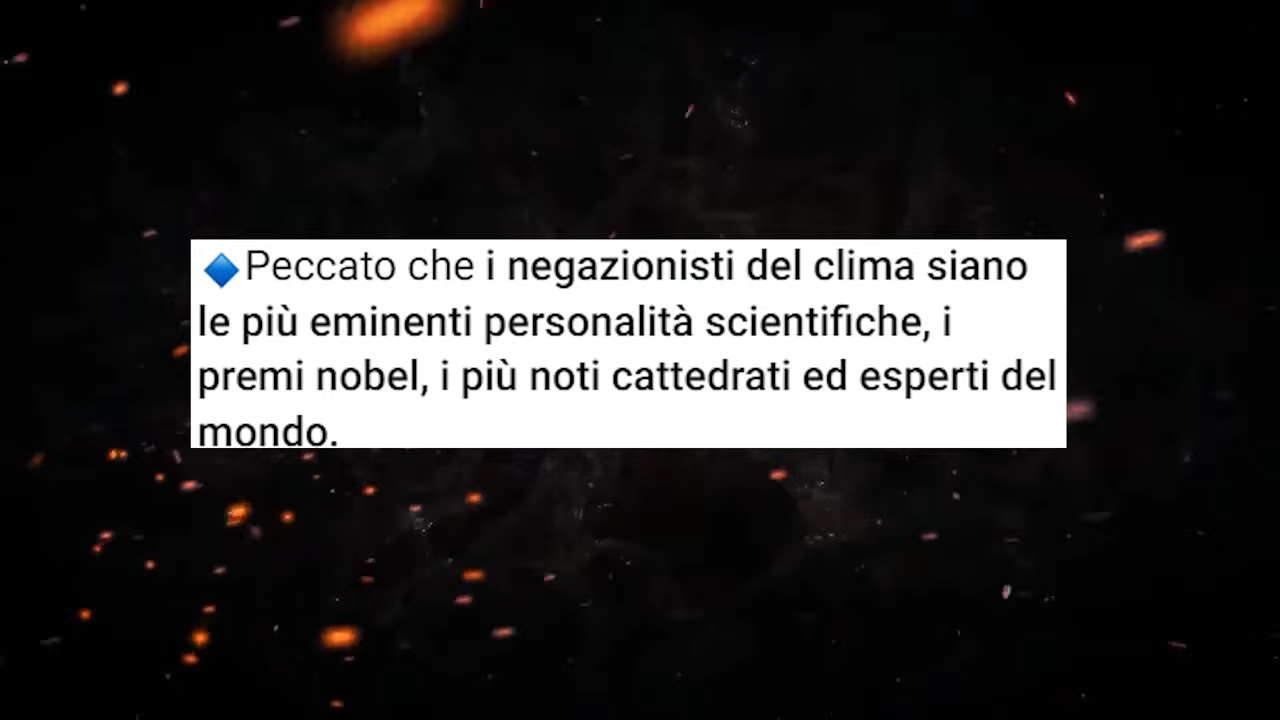 🔷Peccato che i negazionisti del clima siano
le più eminenti personalità scientifiche, i
premi nobel, i più noti cattedrati ed esperti del
mondo.